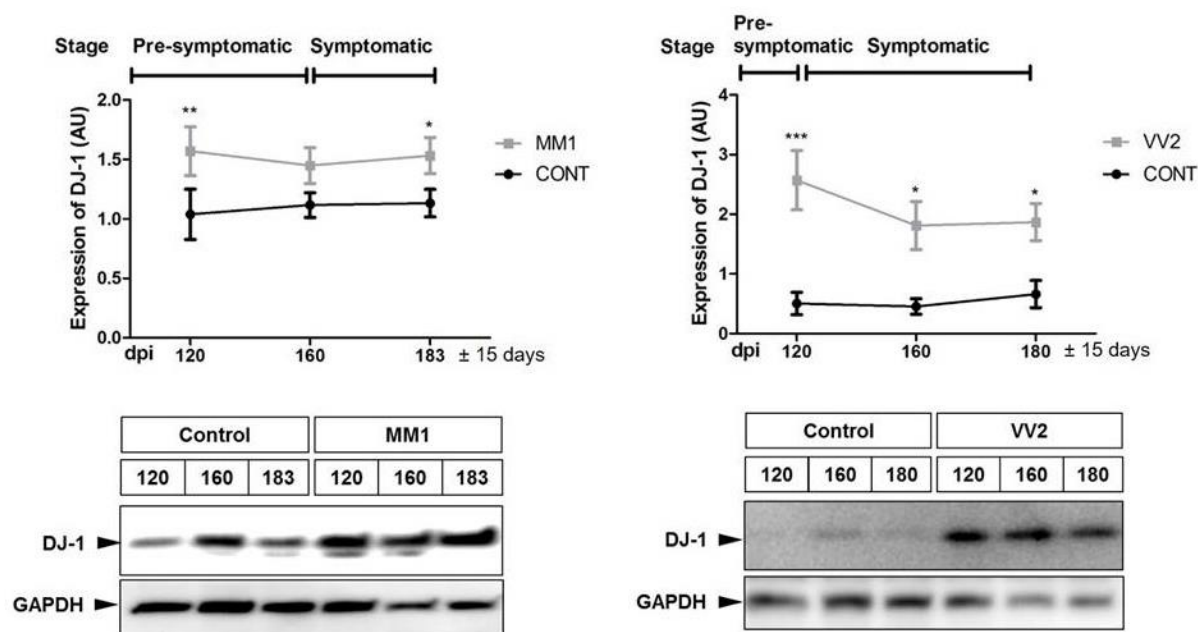 Stage Pre-symptomatic Symptomatic
Expression of DJ-1 (AU)
2.0
1.5
1.0
0.5
0.0
**
*
MM1
CONT
dpi 120 160 183 ± 15 days
Control MM1
120 160 183 120 160 183
DJ-1
GAPDH
Pre-
Stage symptomatic Symptomatic
Expression of DJ-1 (AU)
4
3
2
1
0
***
*
*
VV2
CONT
dpi 120 160 180 ± 15 days
Control VV2
120 160 180 120 160 180
DJ-1
GAPDH